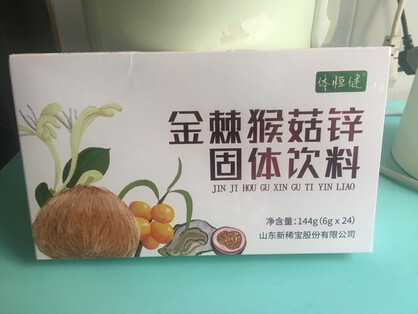 体恒健
金棘猴菇锌
固体饮料
JIN JI HOU GU XIN GU TI YIN LIAO
净含量:144g(6g x 24)
山东新稀宝股份有限公司